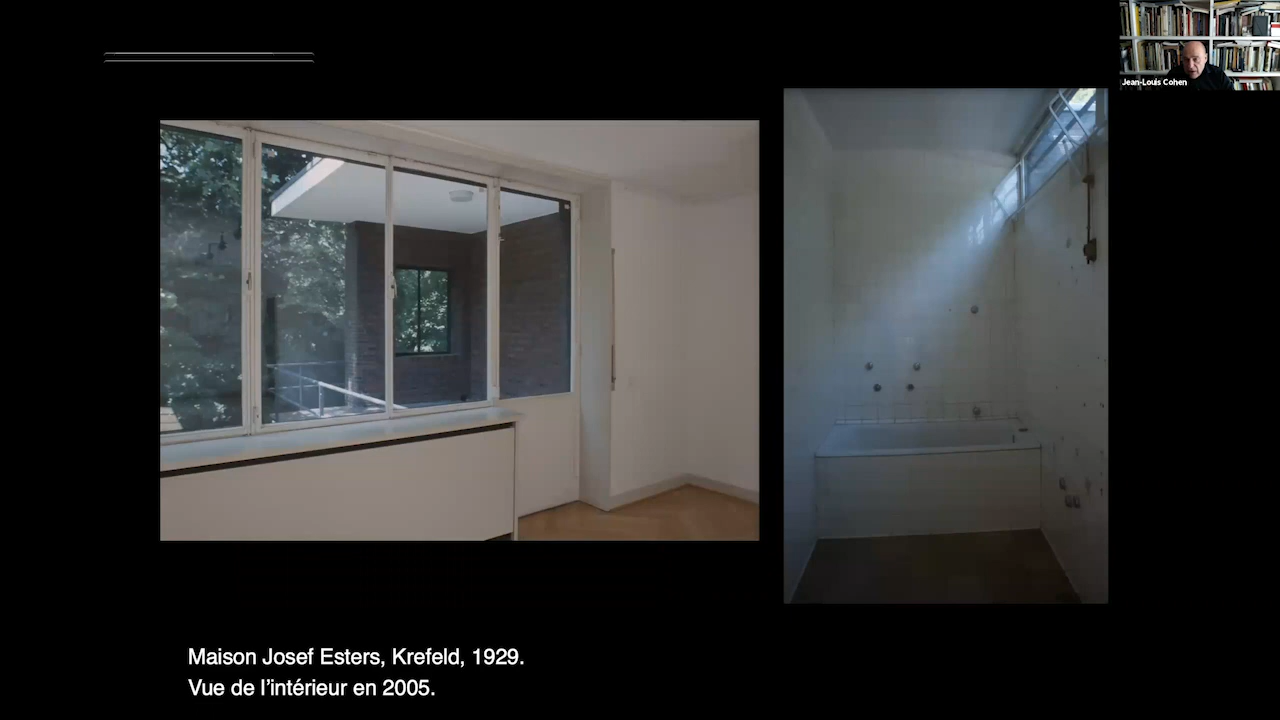 Jean-Louis Cohen
Maison Josef Esters, Krefeld, 1929.
Vue de l’intérieur en 2005.